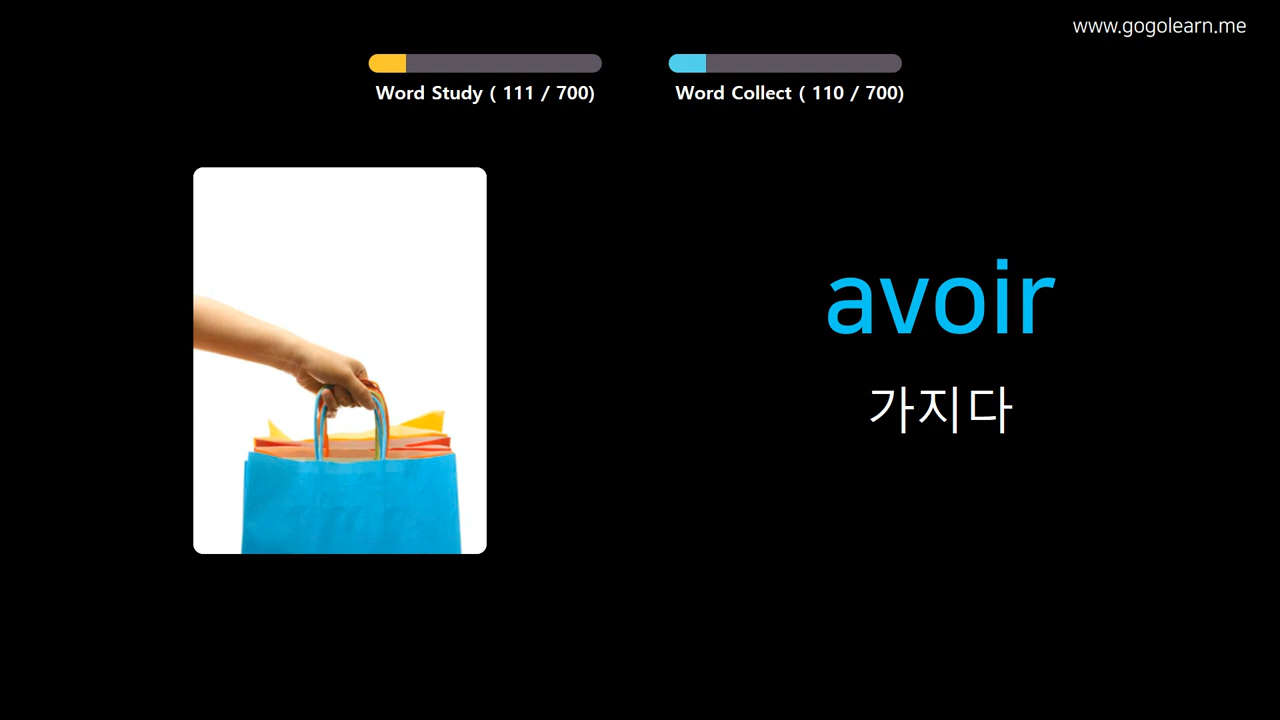 www.gogolearn.me
Word Study ( 111 / 700)
Word Collect ( 110 / 700)
avoir
가지다